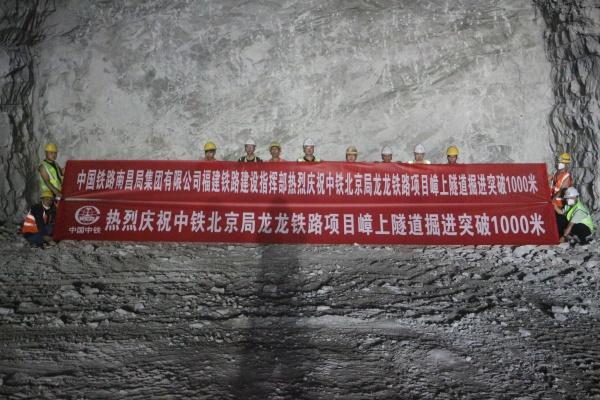 中国铁路南昌局集团有限公司福建铁路建设指挥部热烈庆祝中铁北京局龙龙铁路项目嶂上隧道掘进突破1000米
中国中铁
热烈庆祝中铁北京局龙龙铁路项目嶂上隧道掘进突破1000米